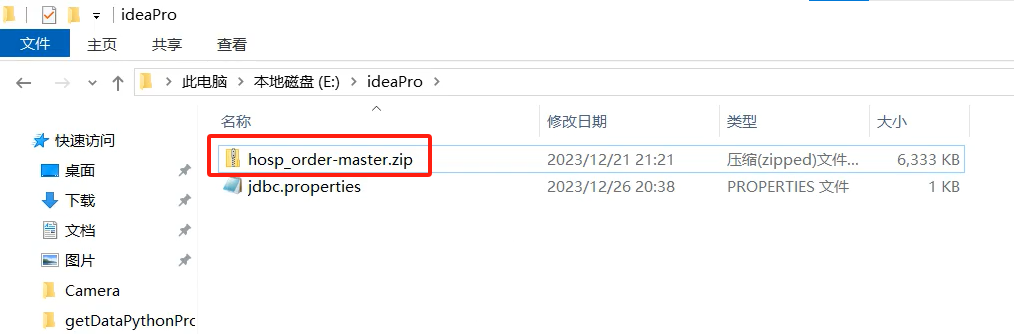 ideaPro
文件 主页 共享 查看
此电脑 本地磁盘 (E:) ideaPro
名称 修改日期 类型 大小
快速访问
hosp_order-master.zip 2023/12/21 21:21 压缩(zipped)文件... 6,333 KB
桌面
jdbc.properties 2023/12/26 20:38 PROPERTIES 文件 1 KB
下载
文档
图片
Camera
getDataPythonPrc